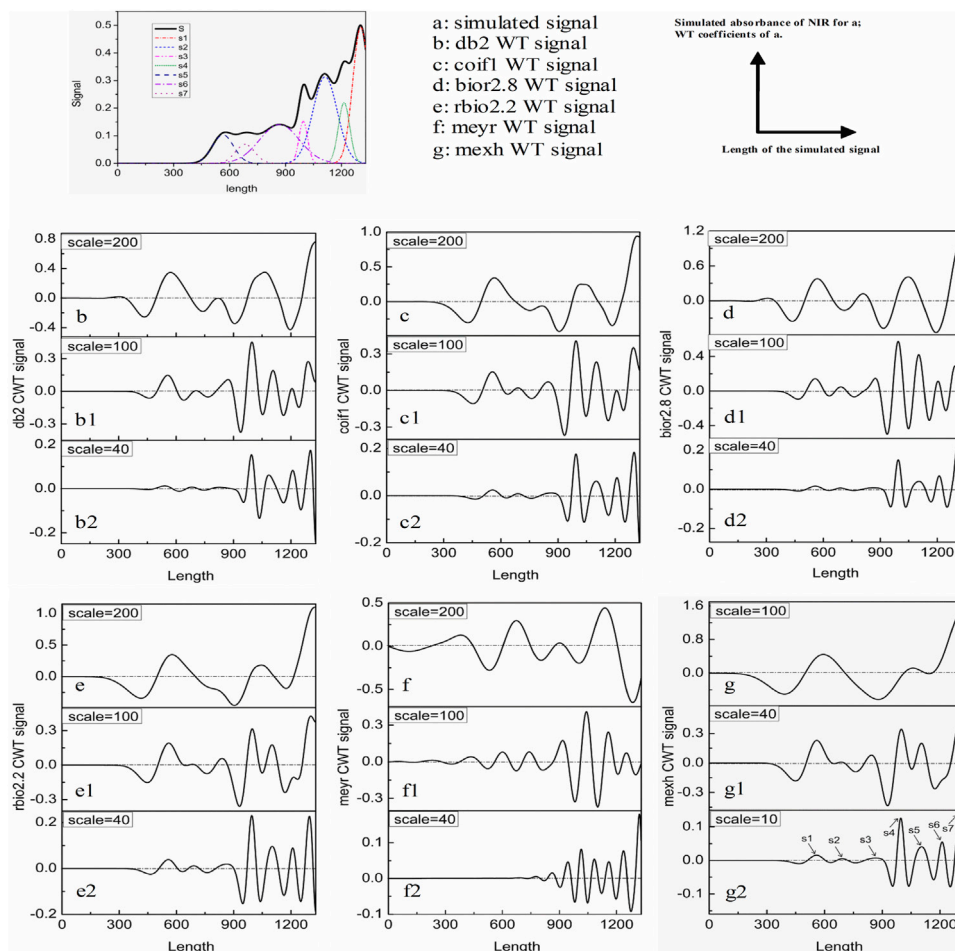 0.5
0.4
0.3
0.2
0.1
0.0
Signal
S
s1
s2
s3
s4
s5
s6
s7
0
300
600
900
1200
length
a: simulated signal
b: db2 WT signal
c: coif1 WT signal
d: bior2.8 WT signal
e: rbio2.2 WT signal
f: meyr WT signal
g: mexh WT signal
Simulated absorbance of NIR for a;
WT coefficients of a.
Length of the simulated signal
db2 CWT signal
0.8
0.4
0.0
-0.4
scale=200
b
0.3
0.0
-0.3
scale=100
b1
0.2
0.0
-0.2
scale=40
b2
0 300 600 900 1200
Length
coif1 CWT signal
1.0
0.5
0.0
scale=200
c
0.3
0.0
-0.3
scale=100
c1
0.2
0.0
-0.2
scale=40
c2
0 300 600 900 1200
Length
bior2.8 CWT signal
1.2
0.6
0.0
scale=200
d
0.4
0.0
-0.4
scale=100
d1
0.2
0.0
-0.2
scale=40
d2
0 300 600 900 1200
Length
rbio2.2 CWT signal
1.0
0.5
0.0
scale=200
e
0.3
0.0
-0.3
scale=100
e1
0.2
0.0
-0.2
scale=40
e2
0 300 600 900 1200
Length
meyr CWT signal
0.5
0.0
-0.5
scale=200
f
0.3
0.0
-0.3
scale=100
f1
0.1
0.0
-0.1
scale=40
f2
0 300 600 900 1200
Length
mexh CWT signal
1.6
0.8
0.0
scale=100
g
0.3
0.0
-0.3
scale=40
g1
0.1
0.0
-0.1
scale=10
s1
s2
s3
s4
s5
s6
s7
g2
0 300 600 900 1200
Length